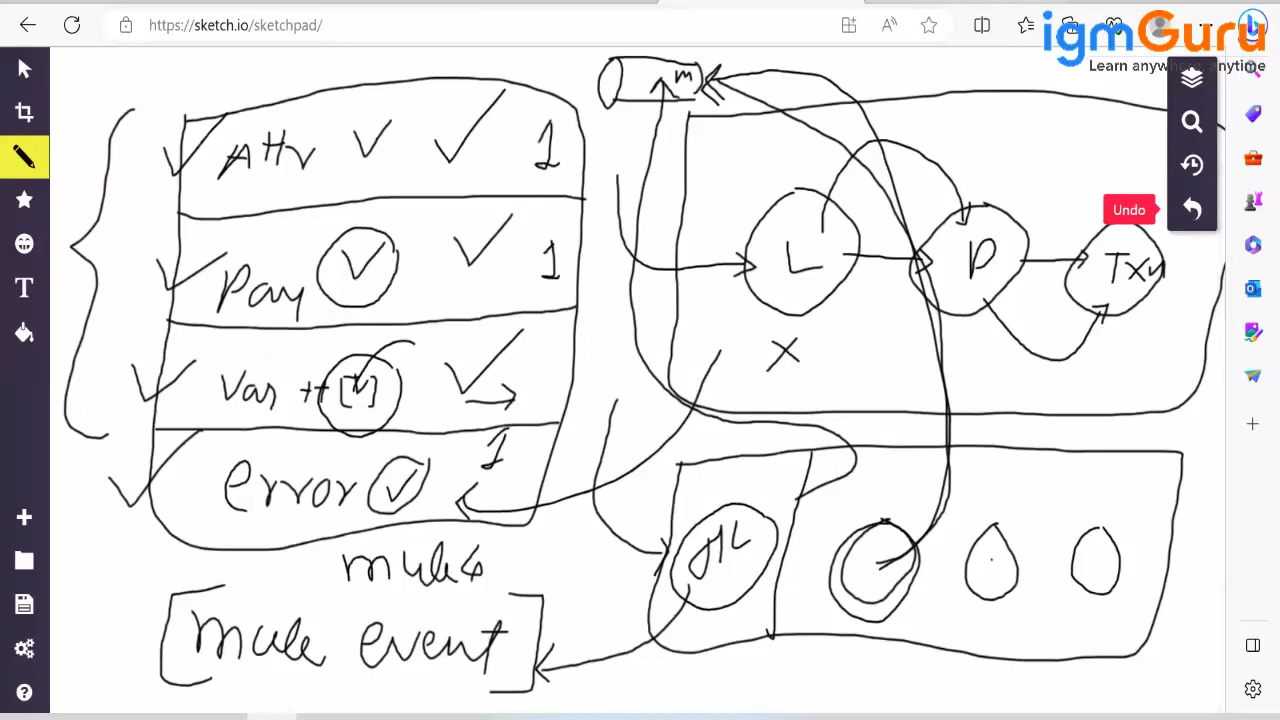 https://sketch.io/sketchpad/
igmGuru
Learn anywhere, anytime
Undo
T
Attr 1
Pay 1
Var ++ [M]
error 1
mule4
[mule event]
m
L P Txn
X